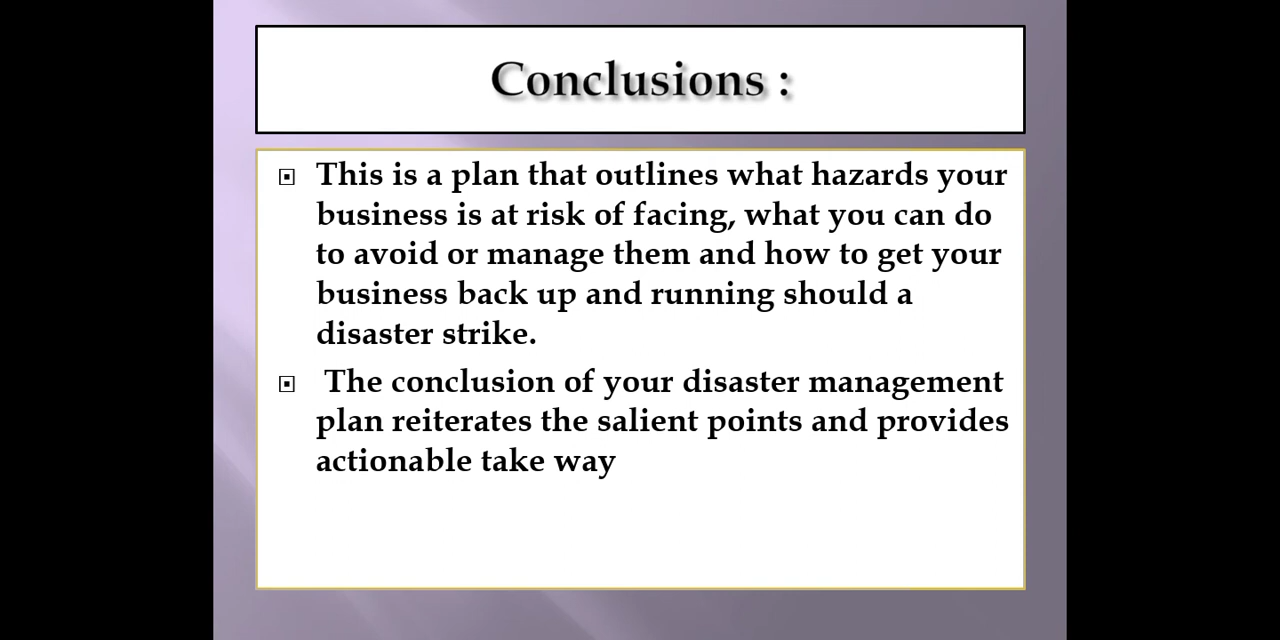 Conclusions :
This is a plan that outlines what hazards your
business is at risk of facing, what you can do
to avoid or manage them and how to get your
business back up and running should a
disaster strike.
The conclusion of your disaster management
plan reiterates the salient points and provides
actionable take way